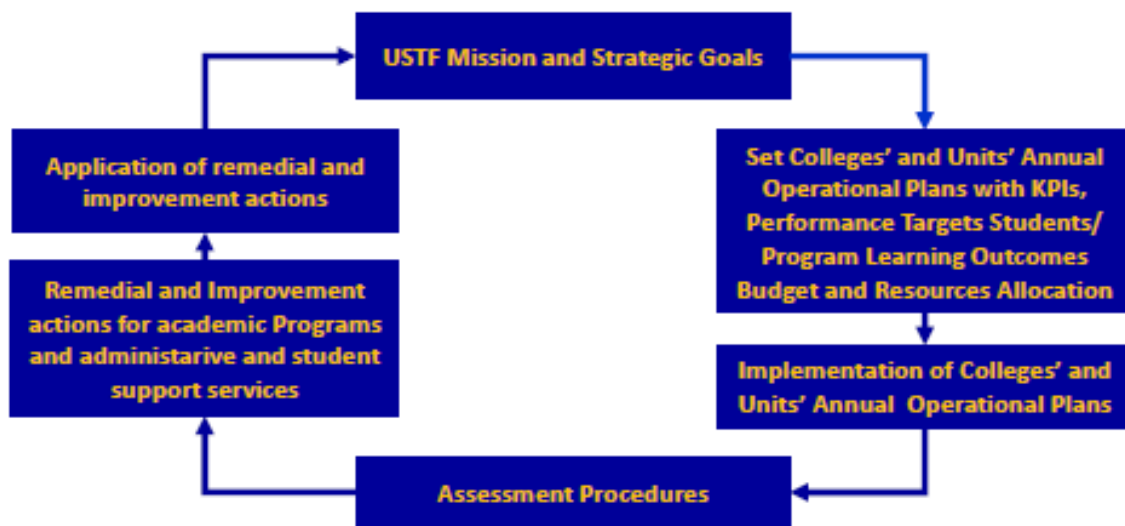 USTF Mission and Strategic Goals
Set Colleges’ and Units’ Annual
Operational Plans with KPIs,
Performance Targets Students/
Program Learning Outcomes
Budget and Resources Allocation
Implementation of Colleges’ and
Units’ Annual Operational Plans
Assessment Procedures
Remedial and Improvement
actions for academic Programs
and administarive and student
support services
Application of remedial and
improvement actions